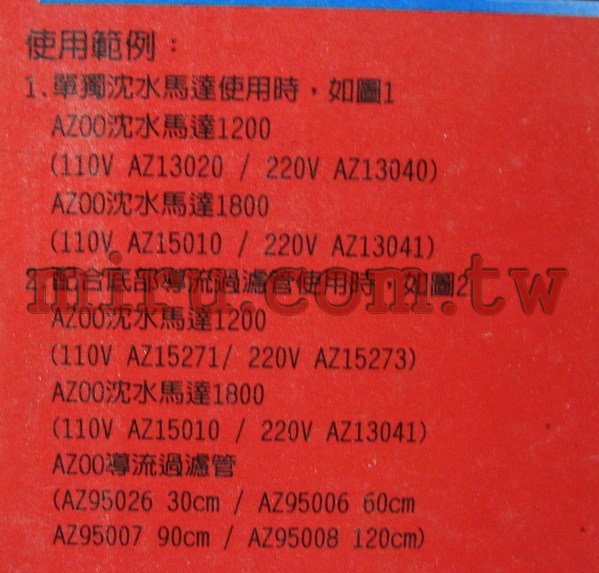 使用範例：
1.單獨沈水馬達使用時，如圖1
AZOO沈水馬達1200
(110V AZ13020 / 220V AZ13040)
AZOO沈水馬達1800
(110V AZ15010 / 220V AZ13041)
2.配合底部導流過濾管使用時，如圖2
miru.com.tw
AZOO沈水馬達1200
(110V AZ15271/ 220V AZ15273)
AZOO沈水馬達1800
(110V AZ15010 / 220V AZ13041)
AZOO導流過濾管
(AZ95026 30cm / AZ95006 60cm
AZ95007 90cm / AZ95008 120cm)